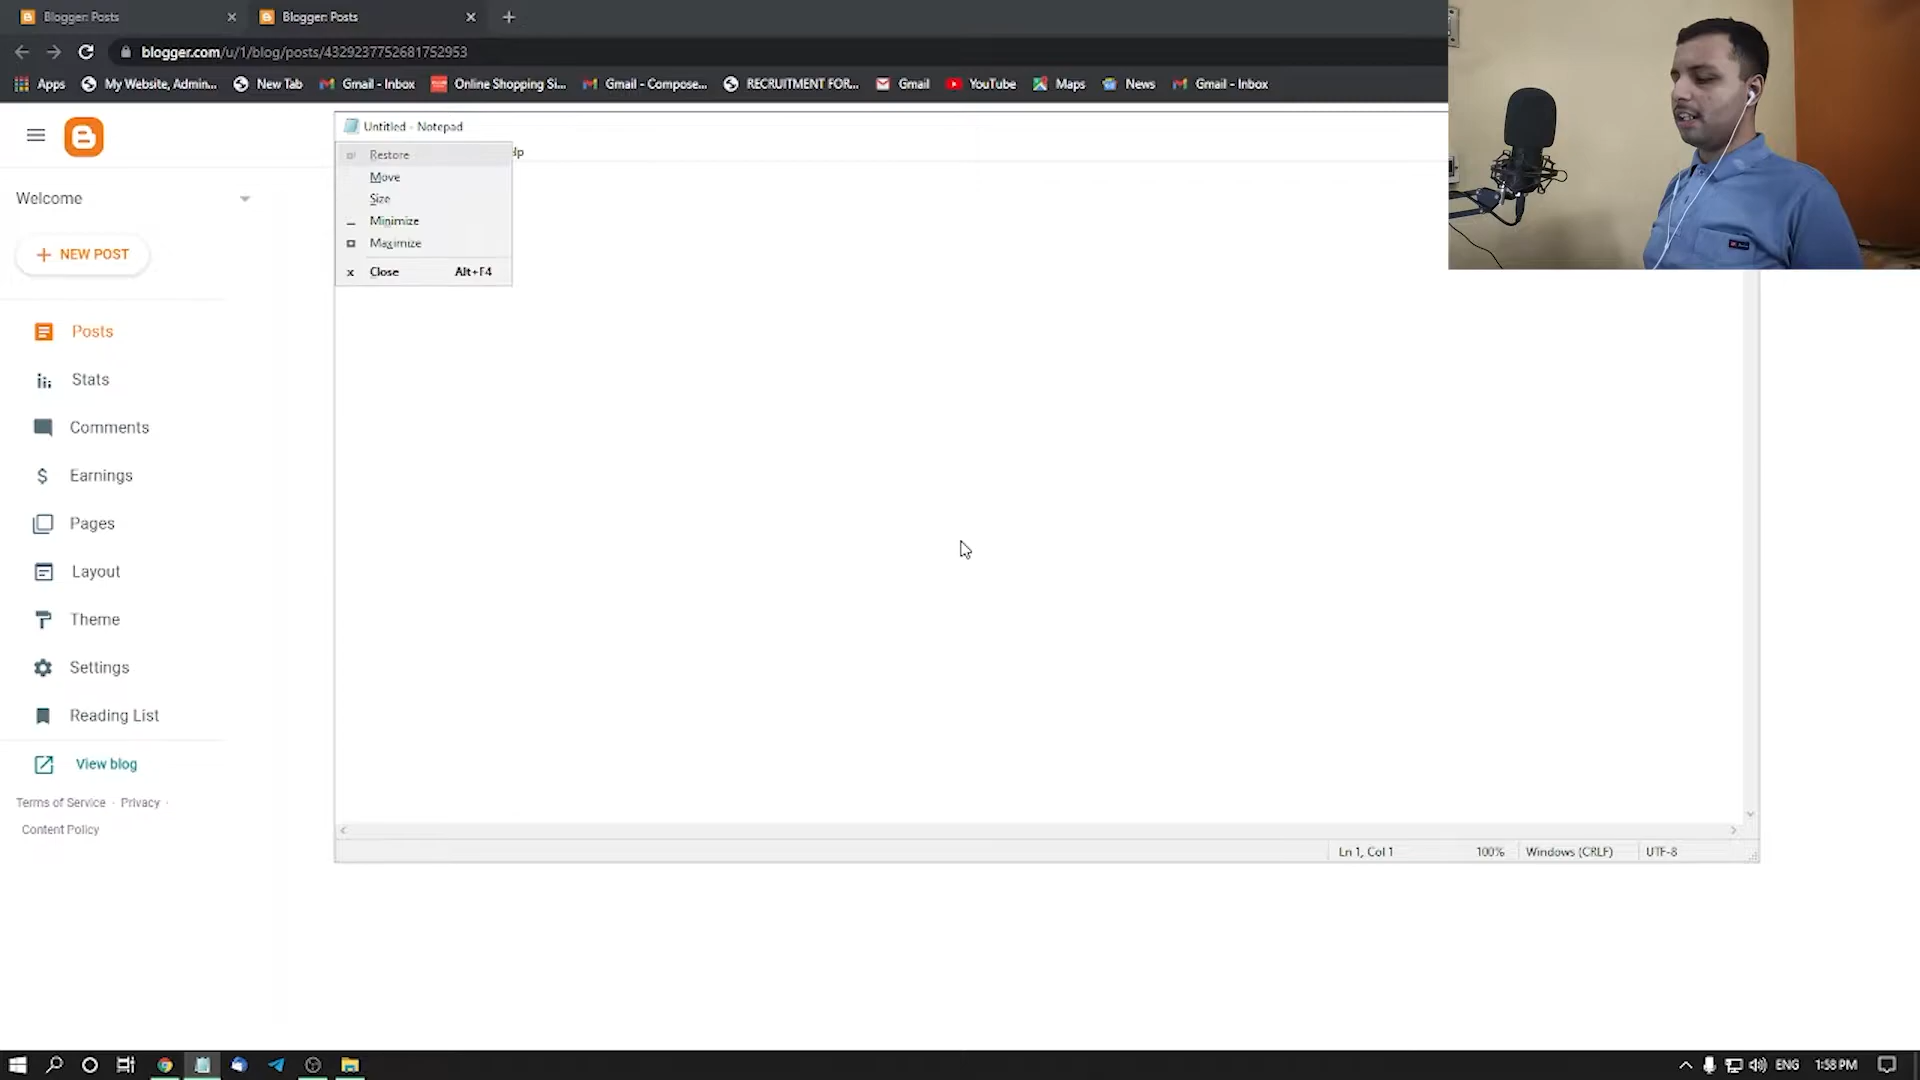 Blogger: Posts
Blogger: Posts
blogger.com/u/1/blog/posts/4329237752681752953
Apps
My Website, Admin...
New Tab
Gmail - Inbox
Online Shopping Si...
Gmail - Compose...
RECRUITMENT FOR...
Gmail
YouTube
Maps
News
Gmail - Inbox
Untitled - Notepad
lp
Restore
Move
Size
Minimize
Maximize
Close Alt+F4
Welcome
NEW POST
Posts
Stats
Comments
Earnings
Pages
Layout
Theme
Settings
Reading List
View blog
Terms of Service · Privacy ·
Content Policy
Ln 1, Col 1
100%
Windows (CRLF)
UTF-8
ENG
1:58 PM